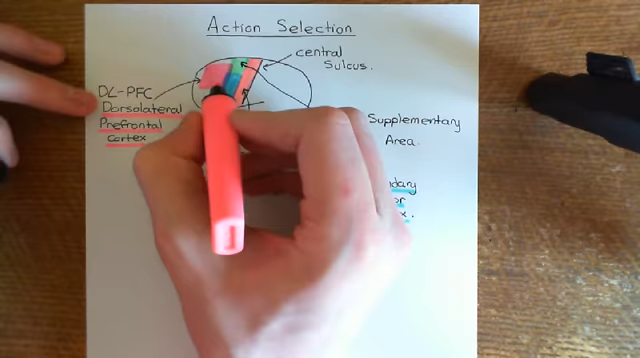 Action Selection
central
Sulcus.
DL-PFC
Dorsolateral
Prefrontal
Cortex
Supplementary
Area.